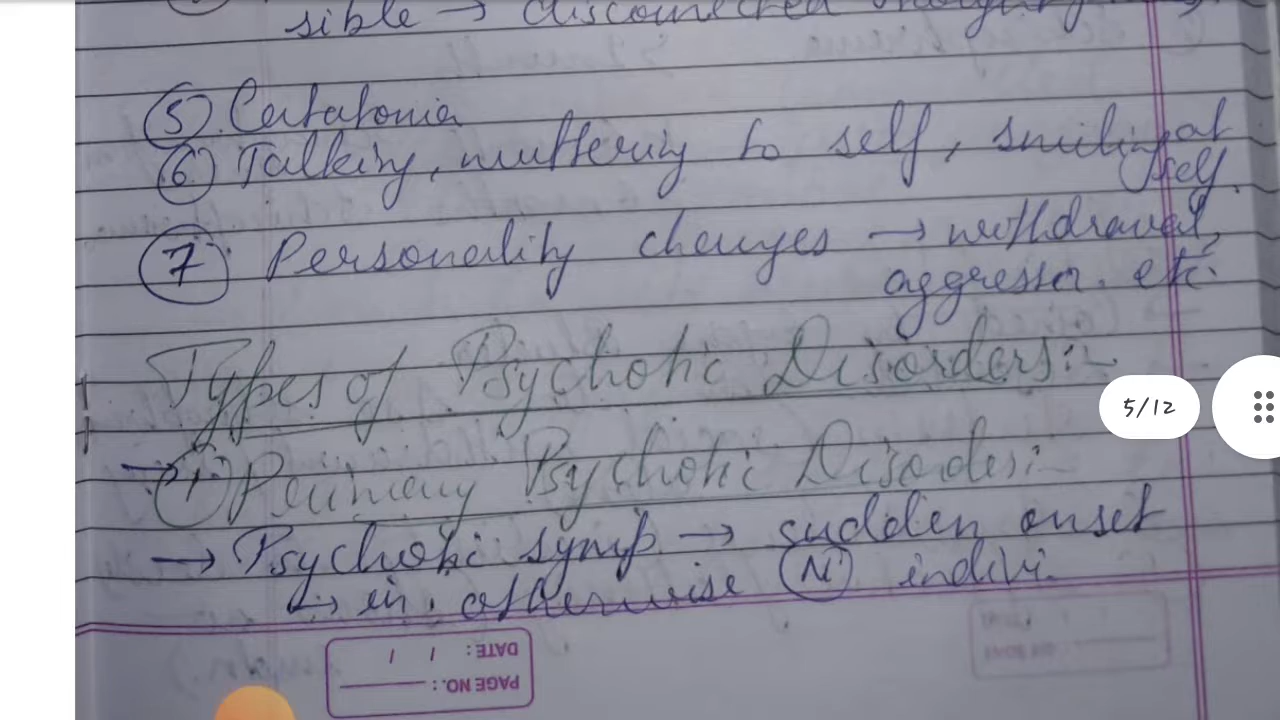 sible → disconnected
(5) Catatonia
(6) Talking, muttering to self, smiling at self.
(7) Personality changes → withdrawal,
aggression. etc.
Types of Psychotic Disorders:-
→ (1) Primary Psychotic Disorder:-
→ Psychotic symp → sudden onset
↳ in. otherwise (N) indivi.
5/12
DATE: / /
PAGE NO.: